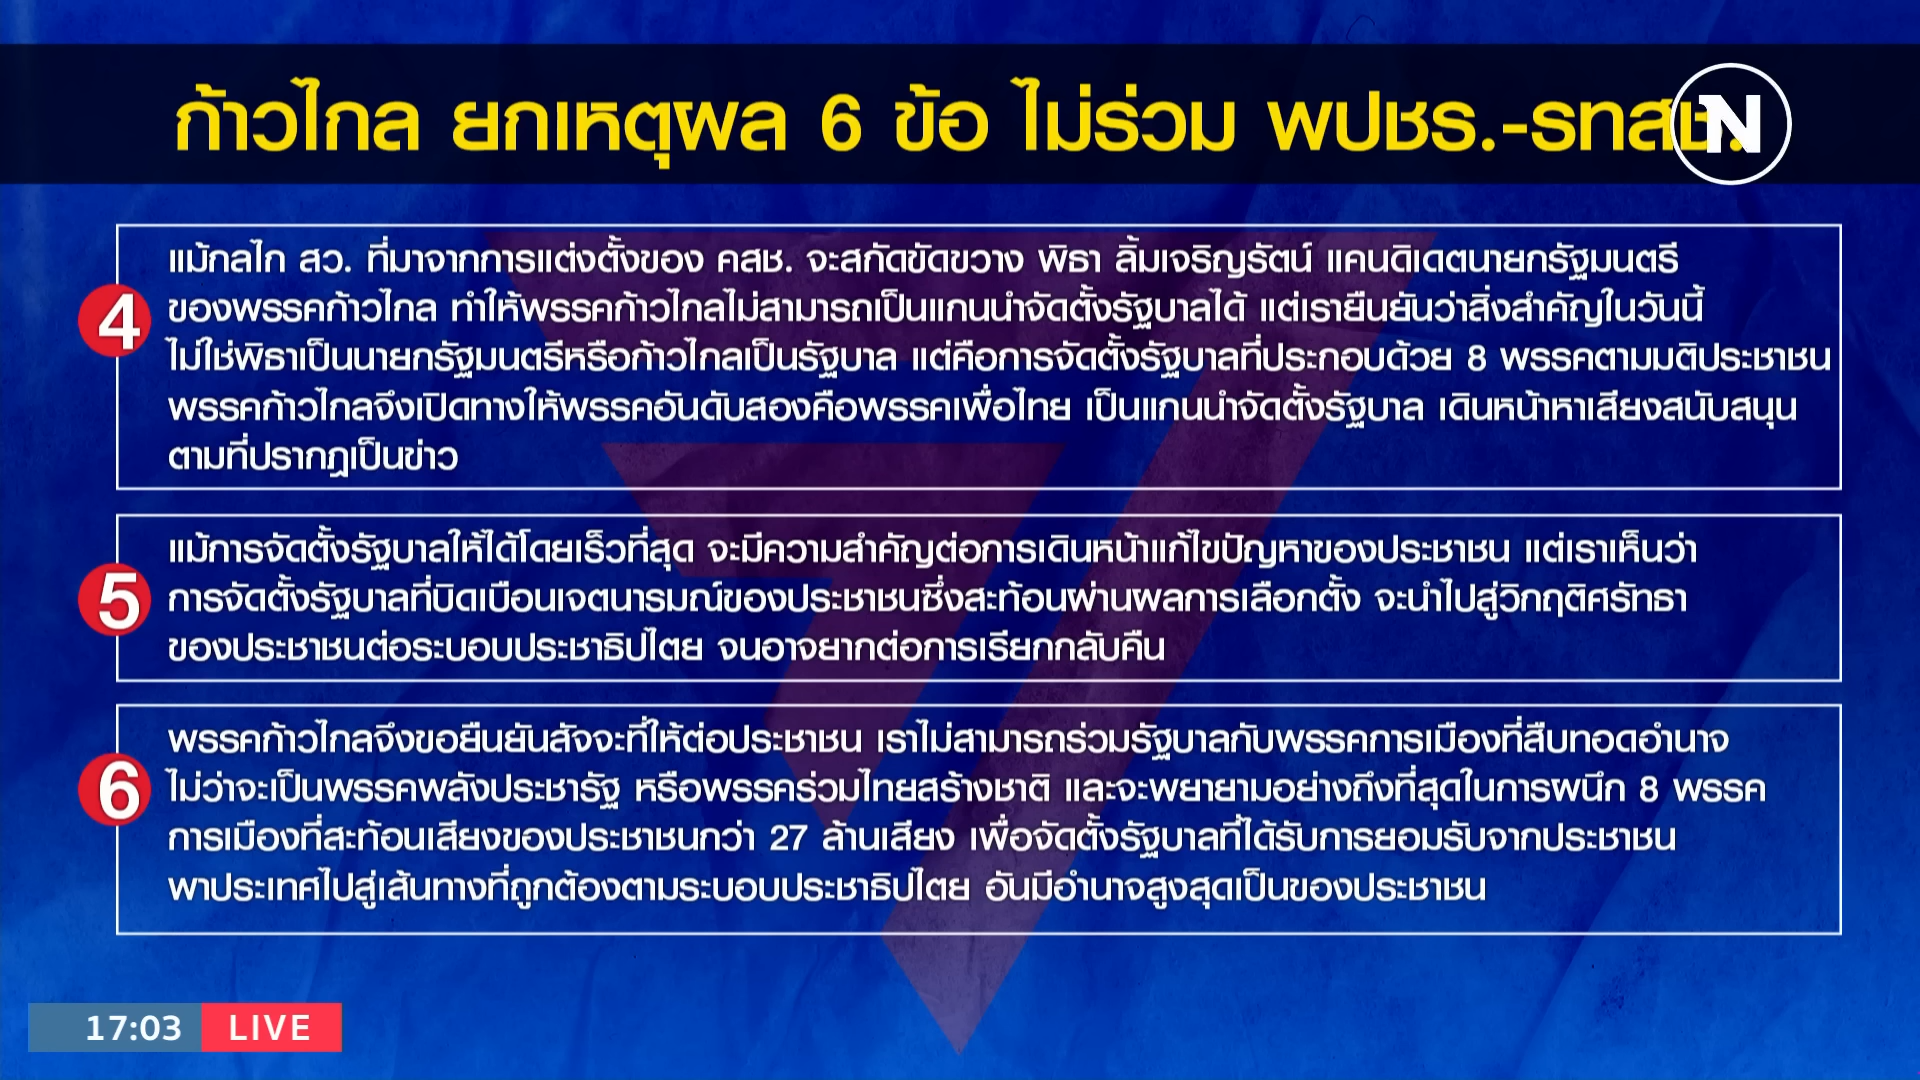 ก้าวไกล ยกเหตุผล 6 ข้อ ไม่ร่วม พปชร.-รทสช.
N
4
แม้กลไก สว. ที่มาจากการแต่งตั้งของ คสช. จะสกัดขัดขวาง พิธา ลิ้มเจริญรัตน์ แคนดิเดตนายกรัฐมนตรี
ของพรรคก้าวไกล ทำให้พรรคก้าวไกลไม่สามารถเป็นแกนนำจัดตั้งรัฐบาลได้ แต่เรายืนยันว่าสิ่งสำคัญในวันนี้
ไม่ใช่พิธาเป็นนายกรัฐมนตรีหรือก้าวไกลเป็นรัฐบาล แต่คือการจัดตั้งรัฐบาลที่ประกอบด้วย 8 พรรคตามมติประชาชน
พรรคก้าวไกลจึงเปิดทางให้พรรคอันดับสองคือพรรคเพื่อไทย เป็นแกนนำจัดตั้งรัฐบาล เดินหน้าหาเสียงสนับสนุน
ตามที่ปรากฏเป็นข่าว
5
แม้การจัดตั้งรัฐบาลให้ได้โดยเร็วที่สุด จะมีความสำคัญต่อการเดินหน้าแก้ไขปัญหาของประชาชน แต่เราเห็นว่า
การจัดตั้งรัฐบาลที่บิดเบือนเจตนารมณ์ของประชาชนซึ่งสะท้อนผ่านผลการเลือกตั้ง จะนำไปสู่วิกฤติศรัทธา
ของประชาชนต่อระบอบประชาธิปไตย จนอาจยากต่อการเรียกกลับคืน
6
พรรคก้าวไกลจึงขอยืนยันสัจจะที่ให้ต่อประชาชน เราไม่สามารถร่วมรัฐบาลกับพรรคการเมืองที่สืบทอดอำนาจ
ไม่ว่าจะเป็นพรรคพลังประชารัฐ หรือพรรคร่วมไทยสร้างชาติ และจะพยายามอย่างถึงที่สุดในการผนึก 8 พรรค
การเมืองที่สะท้อนเสียงของประชาชนกว่า 27 ล้านเสียง เพื่อจัดตั้งรัฐบาลที่ได้รับการยอมรับจากประชาชน
พาประเทศไปสู่เส้นทางที่ถูกต้องตามระบอบประชาธิปไตย อันมีอำนาจสูงสุดเป็นของประชาชน
17:03 LIVE